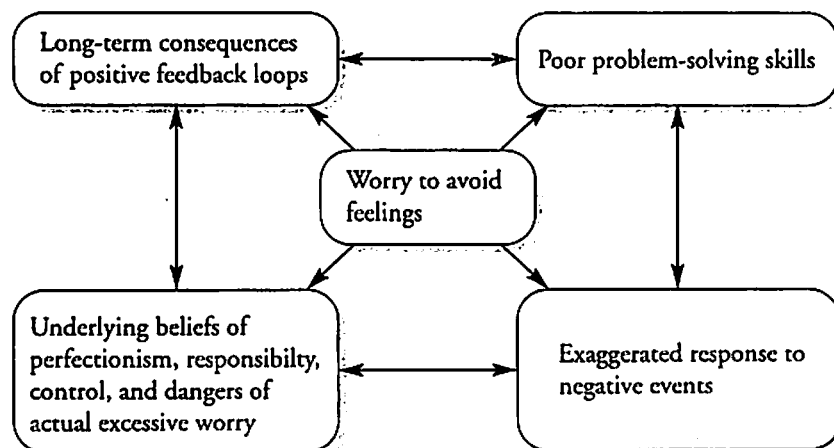 Long-term consequences
of positive feedback loops
Poor problem-solving skills
Worry to avoid
feelings
Underlying beliefs of
perfectionism, responsibilty,
control, and dangers of
actual excessive worry
Exaggerated response to
negative events